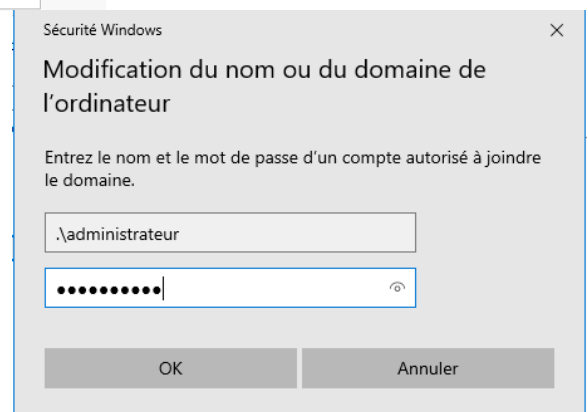 Sécurité Windows
Modification du nom ou du domaine de
l'ordinateur
Entrez le nom et le mot de passe d'un compte autorisé à joindre
le domaine.
.\administrateur
●●●●●●●●●●
OK
Annuler